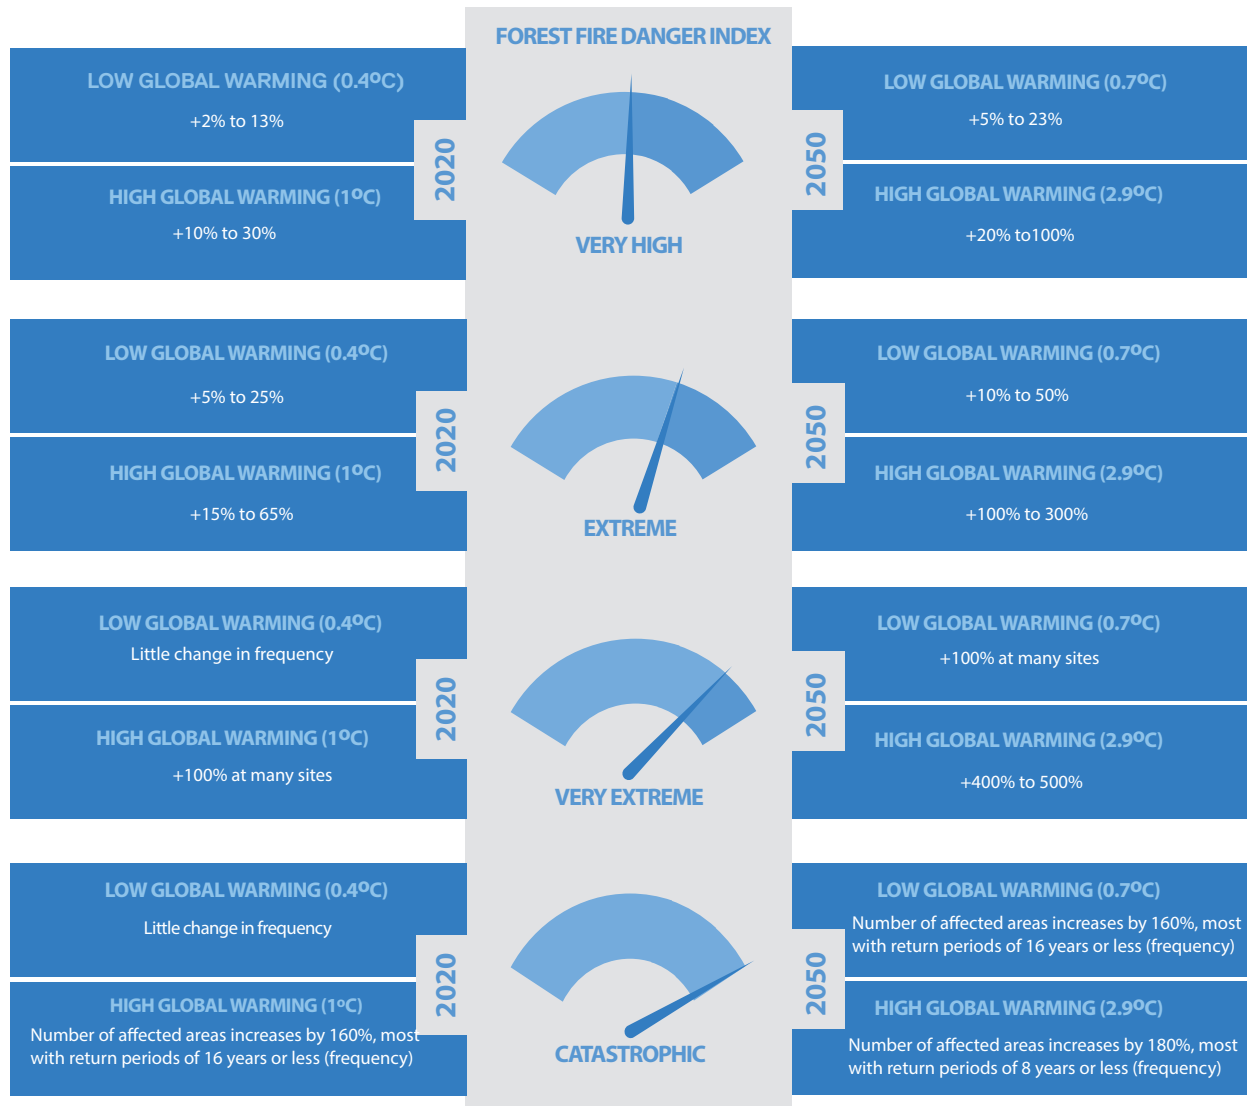 FOREST FIRE DANGER INDEX
LOW GLOBAL WARMING (0.4ºC)
+2% to 13%
2020
HIGH GLOBAL WARMING (1ºC)
+10% to 30%
VERY HIGH
LOW GLOBAL WARMING (0.7ºC)
+5% to 23%
2050
HIGH GLOBAL WARMING (2.9ºC)
+20% to100%
LOW GLOBAL WARMING (0.4ºC)
+5% to 25%
2020
HIGH GLOBAL WARMING (1ºC)
+15% to 65%
EXTREME
LOW GLOBAL WARMING (0.7ºC)
+10% to 50%
2050
HIGH GLOBAL WARMING (2.9ºC)
+100% to 300%
LOW GLOBAL WARMING (0.4ºC)
Little change in frequency
2020
HIGH GLOBAL WARMING (1ºC)
+100% at many sites
VERY EXTREME
LOW GLOBAL WARMING (0.7ºC)
+100% at many sites
2050
HIGH GLOBAL WARMING (2.9ºC)
+400% to 500%
LOW GLOBAL WARMING (0.4ºC)
Little change in frequency
2020
HIGH GLOBAL WARMING (1ºC)
Number of affected areas increases by 160%, most
with return periods of 16 years or less (frequency)
CATASTROPHIC
LOW GLOBAL WARMING (0.7ºC)
Number of affected areas increases by 160%, most
with return periods of 16 years or less (frequency)
2050
HIGH GLOBAL WARMING (2.9ºC)
Number of affected areas increases by 180%, most
with return periods of 8 years or less (frequency)